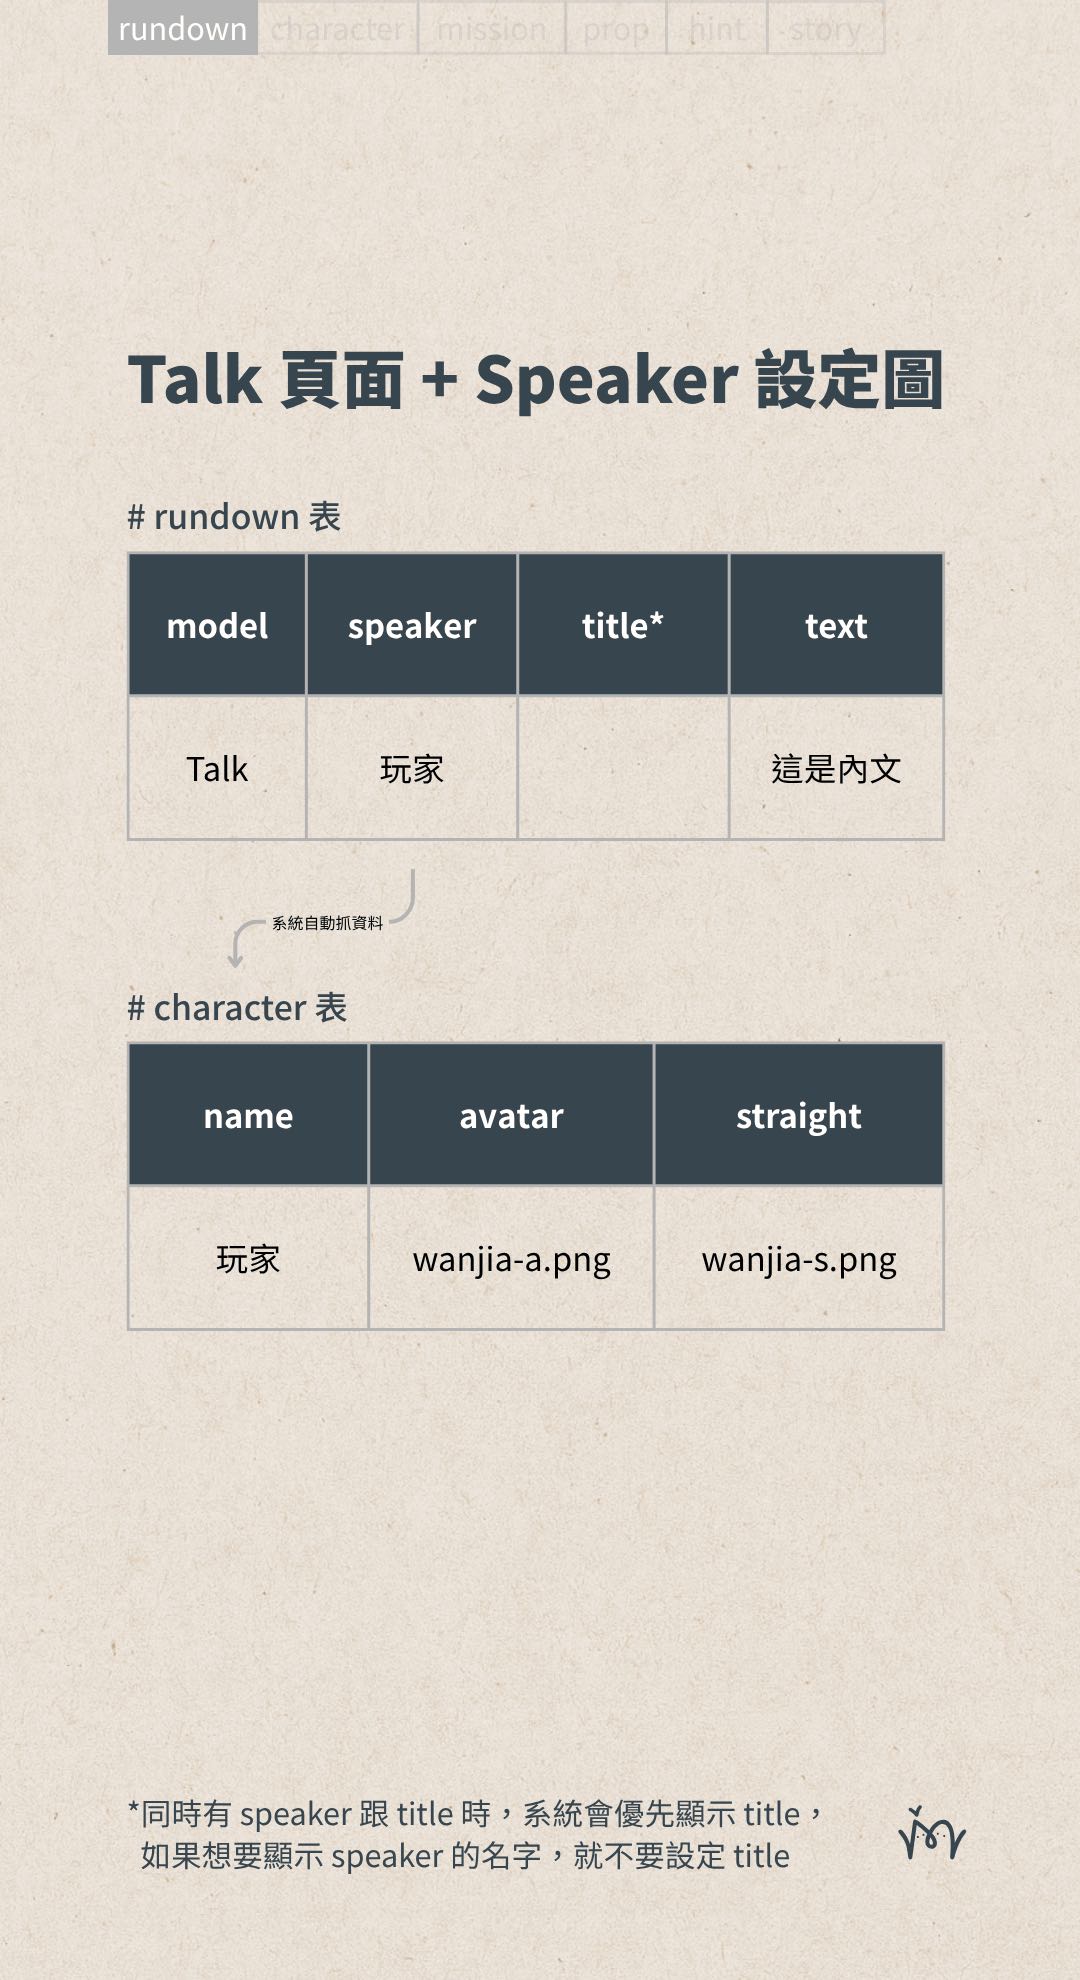 rundown character mission prop hint story
Talk 頁面 + Speaker 設定圖
# rundown 表
model speaker title* text
Talk 玩家 這是內文
系統自動抓資料
# character 表
name avatar straight
玩家 wanjia-a.png wanjia-s.png
*同時有 speaker 跟 title 時，系統會優先顯示 title，
如果想要顯示 speaker 的名字，就不要設定 title